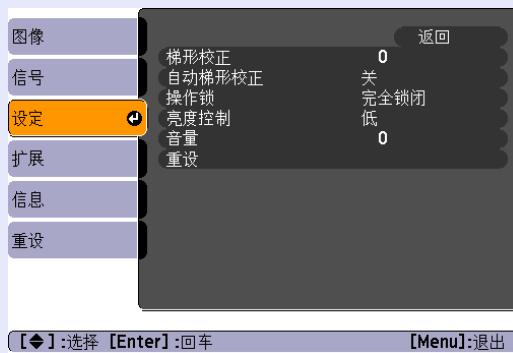 图像
信号
设定
扩展
信息
重设
返回
梯形校正 0
自动梯形校正 关
操作锁 完全锁闭
亮度控制 低
音量 0
重设
[◆]:选择 [Enter]:回车 [Menu]:退出